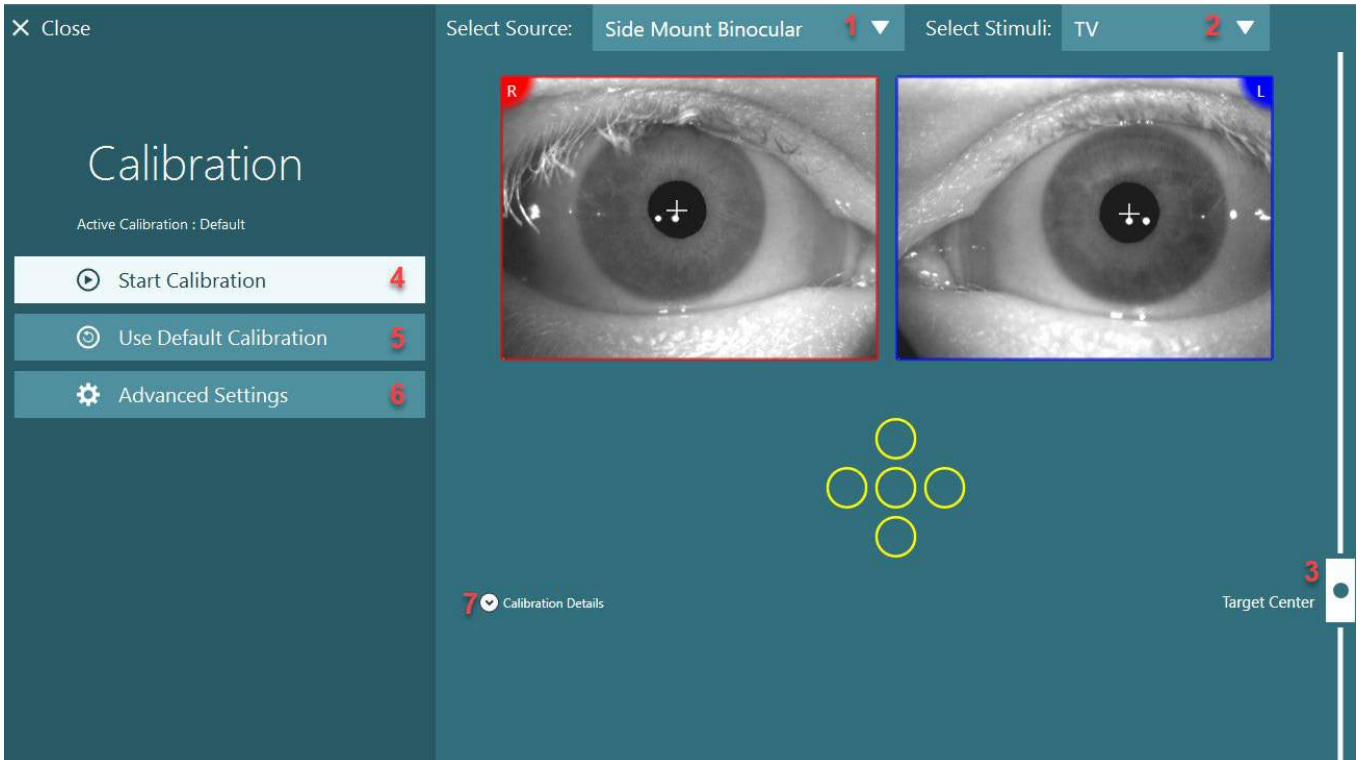 Close
Select Source: Side Mount Binocular 1 Select Stimuli: TV 2
R
L
Calibration
Active Calibration : Default
Start Calibration 4
Use Default Calibration 5
Advanced Settings 6
3
7 Calibration Details
Target Center